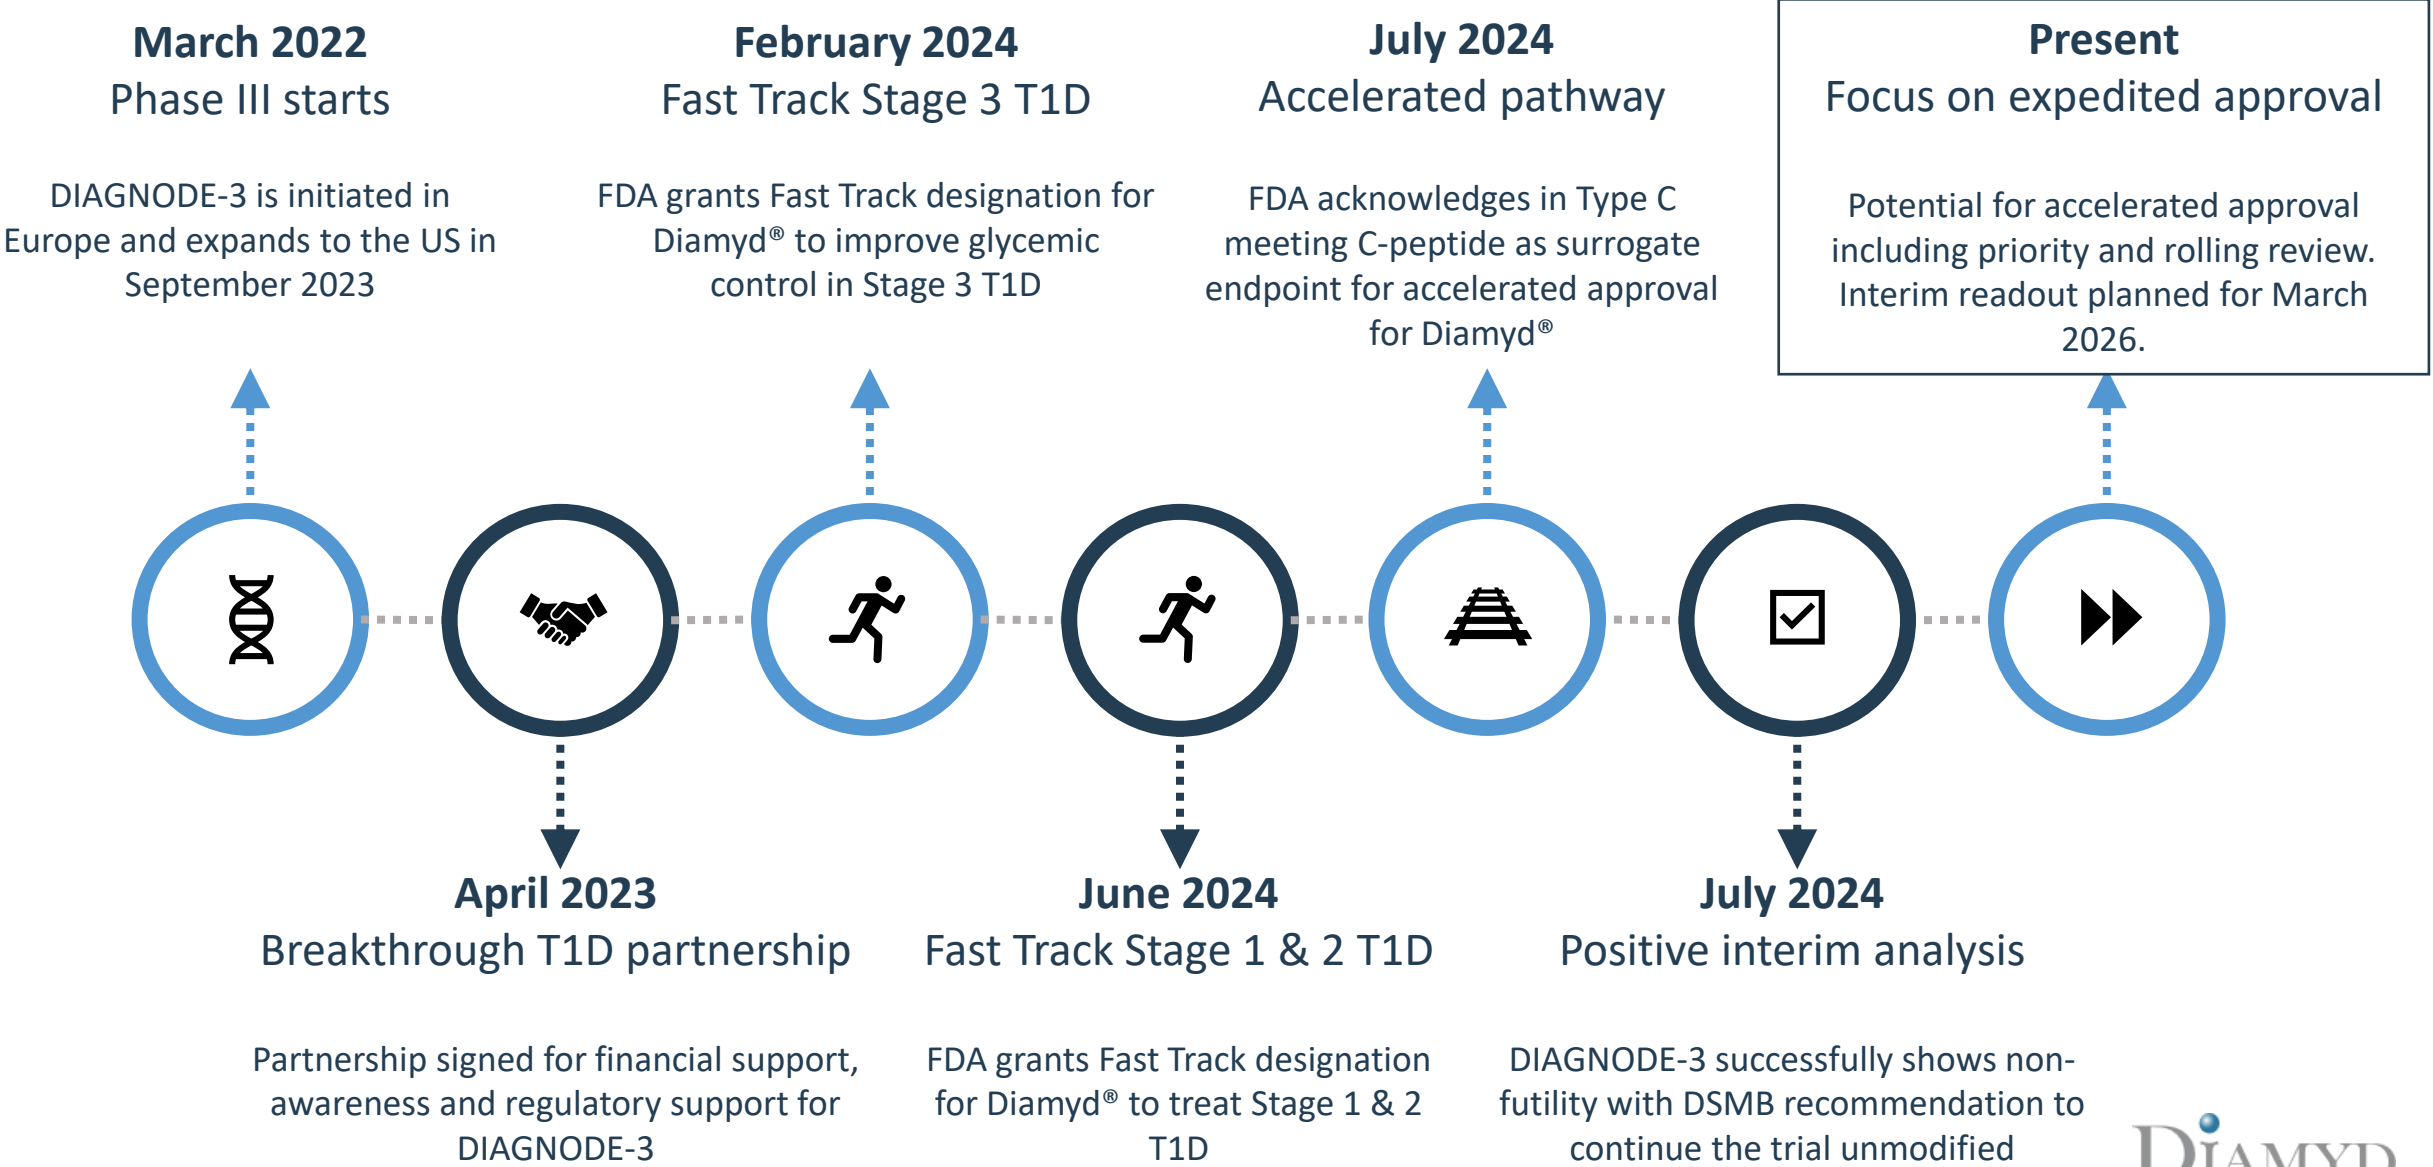 March 2022
Phase III starts
DIAGNODE-3 is initiated in
Europe and expands to the US in
September 2023
February 2024
Fast Track Stage 3 T1D
FDA grants Fast Track designation for
Diamyd® to improve glycemic
control in Stage 3 T1D
July 2024
Accelerated pathway
FDA acknowledges in Type C
meeting C-peptide as surrogate
endpoint for accelerated approval
for Diamyd®
Present
Focus on expedited approval
Potential for accelerated approval
including priority and rolling review.
Interim readout planned for March
2026.
April 2023
Breakthrough T1D partnership
Partnership signed for financial support,
awareness and regulatory support for
DIAGNODE-3
June 2024
Fast Track Stage 1 & 2 T1D
FDA grants Fast Track designation
for Diamyd® to treat Stage 1 & 2
T1D
July 2024
Positive interim analysis
DIAGNODE-3 successfully shows non-
futility with DSMB recommendation to
continue the trial unmodified
DIAMYD